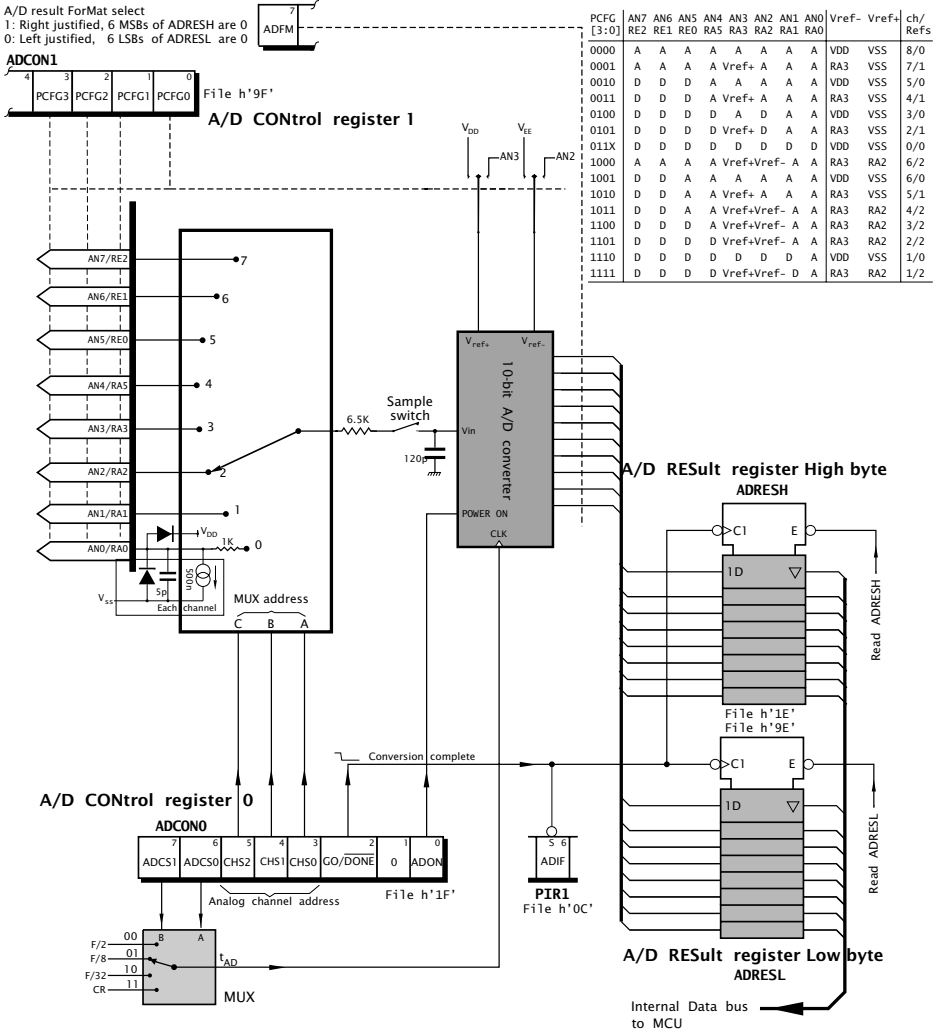 A/D result ForMat select
1: Right justified, 6 MSBs of ADRESH are 0
0: Left justified, 6 LSBs of ADRESL are 0
7
ADFM
ADCON1
4 3 2 1 0
PCFG3 PCFG2 PCFG1 PCFG0
File h'9F'
A/D CONtrol register 1
PCFG AN7 AN6 AN5 AN4 AN3 AN2 AN1 AN0 Vref- Vref+ ch/
[3:0] RE2 RE1 RE0 RA5 RA3 RA2 RA1 RA0 Refs
0000 A A A A A A A A VDD VSS 8/0
0001 A A A A Vref+ A A A RA3 VSS 7/1
0010 D D D A A A A A VDD VSS 5/0
0011 D D D A Vref+ A A A RA3 VSS 4/1
0100 D D D D A D A A VDD VSS 3/0
0101 D D D D Vref+ D A A RA3 VSS 2/1
011X D D D D D D D D VDD VSS 0/0
1000 A A A A Vref+ Vref- A A RA3 RA2 6/2
1001 D D A A A A A A VDD VSS 6/0
1010 D D A A Vref+ A A A RA3 VSS 5/1
1011 D D A A Vref+ Vref- A A RA3 RA2 4/2
1100 D D D A Vref+ Vref- A A RA3 RA2 3/2
1101 D D D D Vref+ Vref- A A RA3 RA2 2/2
1110 D D D D D D D A VDD VSS 1/0
1111 D D D D Vref+ Vref- D A RA3 RA2 1/2
VDD VEE
AN3 AN2
AN7/RE2 7
AN6/RE1 6
AN5/RE0 5
AN4/RA5 4
AN3/RA3 3
AN2/RA2 2
AN1/RA1 1
AN0/RA0 1K 0
VDD
5p
500n
Vss
Each channel
MUX address
C B A
6.5K
Sample
switch
120p
Vref+ Vref-
10-bit A/D converter
Vin
POWER ON
CLK
A/D RESult register High byte
ADRESH
C1 E
1D
Read ADRESH
File h'1E'
File h'9E'
Conversion complete
C1 E
1D
Read ADRESL
A/D CONtrol register 0
ADCON0
7 6 5 4 3 2 1 0
ADCS1 ADCS0 CHS2 CHS1 CHS0 GO/DONE 0 ADON
Analog channel address
File h'1F'
S 6
ADIF
PIR1
File h'0C'
A/D RESult register Low byte
ADRESL
B A
F/2 00
F/8 01
F/32 10
CR 11
tAD
MUX
Internal Data bus
to MCU